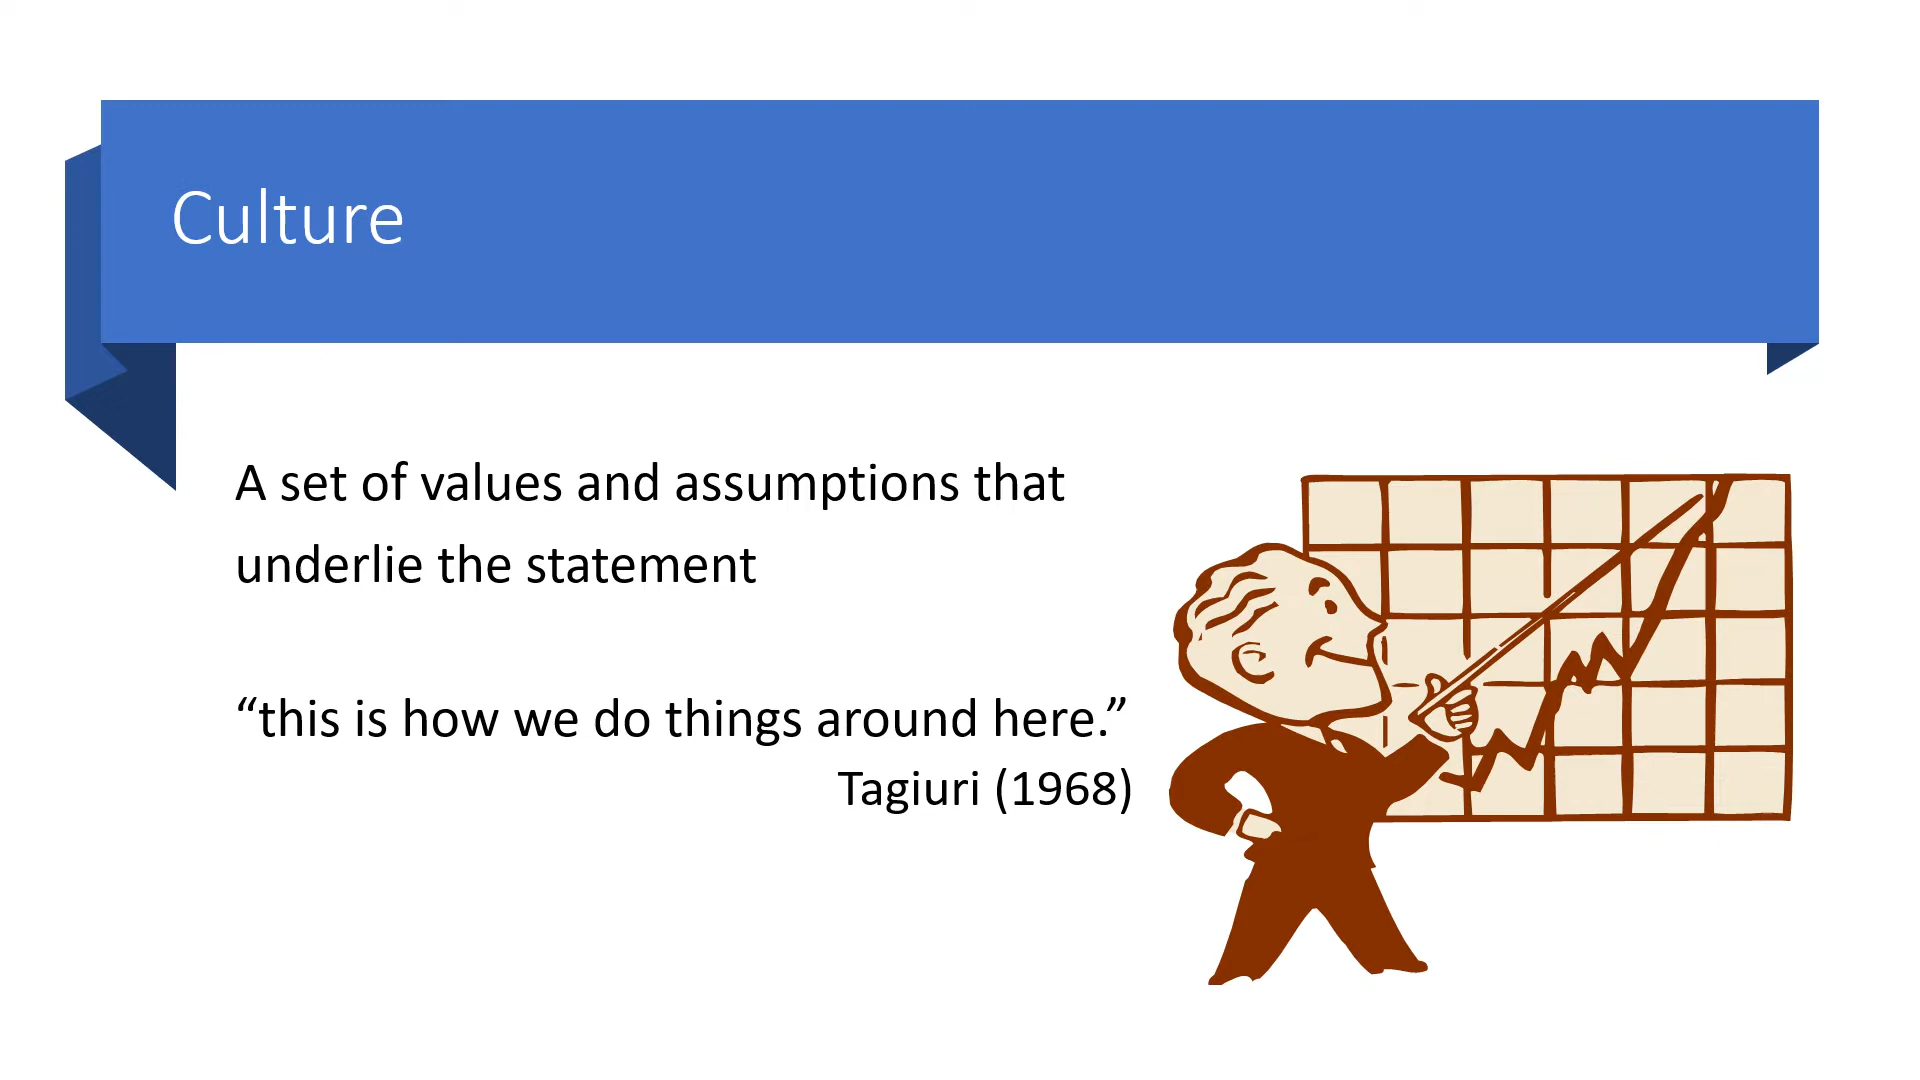 Culture
A set of values and assumptions that
underlie the statement
“this is how we do things around here.”
Tagiuri (1968)